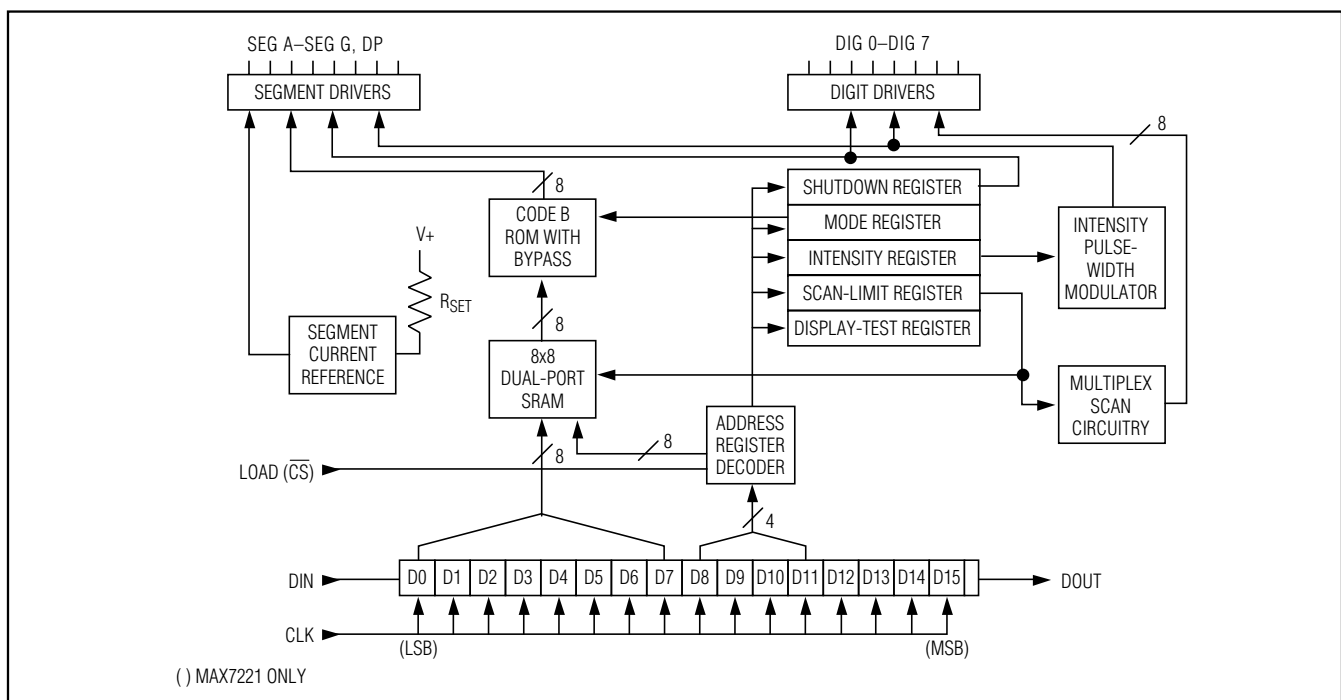 SEG A–SEG G, DP
DIG 0–DIG 7
SEGMENT DRIVERS
DIGIT DRIVERS
8
8
SHUTDOWN REGISTER
MODE REGISTER
INTENSITY REGISTER
SCAN-LIMIT REGISTER
DISPLAY-TEST REGISTER
CODE B
ROM WITH
BYPASS
INTENSITY
PULSE-
WIDTH
MODULATOR
V+
RSET
8
SEGMENT
CURRENT
REFERENCE
8x8
DUAL-PORT
SRAM
MULTIPLEX
SCAN
CIRCUITRY
ADDRESS
REGISTER
DECODER
8
8
LOAD (C̅S̅)
4
DIN
D0 D1 D2 D3 D4 D5 D6 D7 D8 D9 D10 D11 D12 D13 D14 D15
DOUT
CLK
(LSB)
(MSB)
( ) MAX7221 ONLY